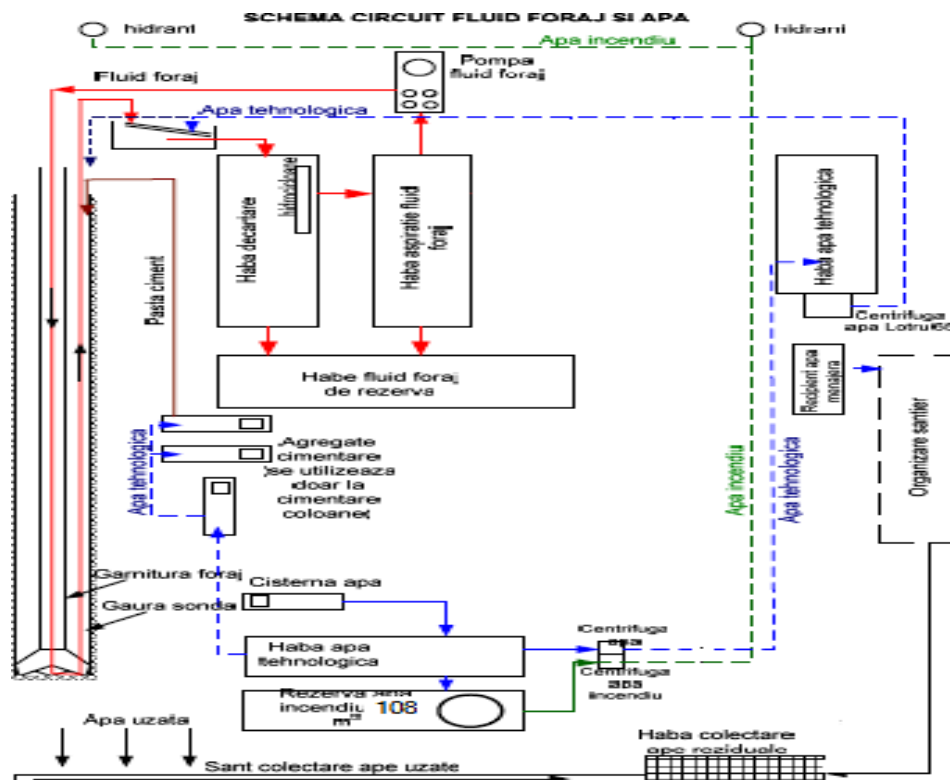 SCHEMA CIRCUIT FLUID FORAJ SI APA
hidrant
Apa incendiu
hidrant
Pompa
fluid foraj
Fluid foraj
Apa tehnologica
Haba decantare
hidrocicloane
Haba aspiratie fluid
foraj
Haba apa tehnologica
Pasta ciment
Centrifuga
apa Lotru 65
Recipient apa
menajera
Habe fluid foraj
de rezerva
Organizare santier
Apa tehnologica
Agregate
cimentare
se utilizeaza
doar la
cimentare
coloane
Apa incendiu
Apa tehnologica
Garnitura foraj
Gaura sonda
Cisterna apa
Haba apa
tehnologica
Centrifuga
apa
Centrifuga
apa
incendiu
Rezerva apa
incendiu 108
Apa uzata
Haba colectare
ape reziduale
Sant colectare ape uzate